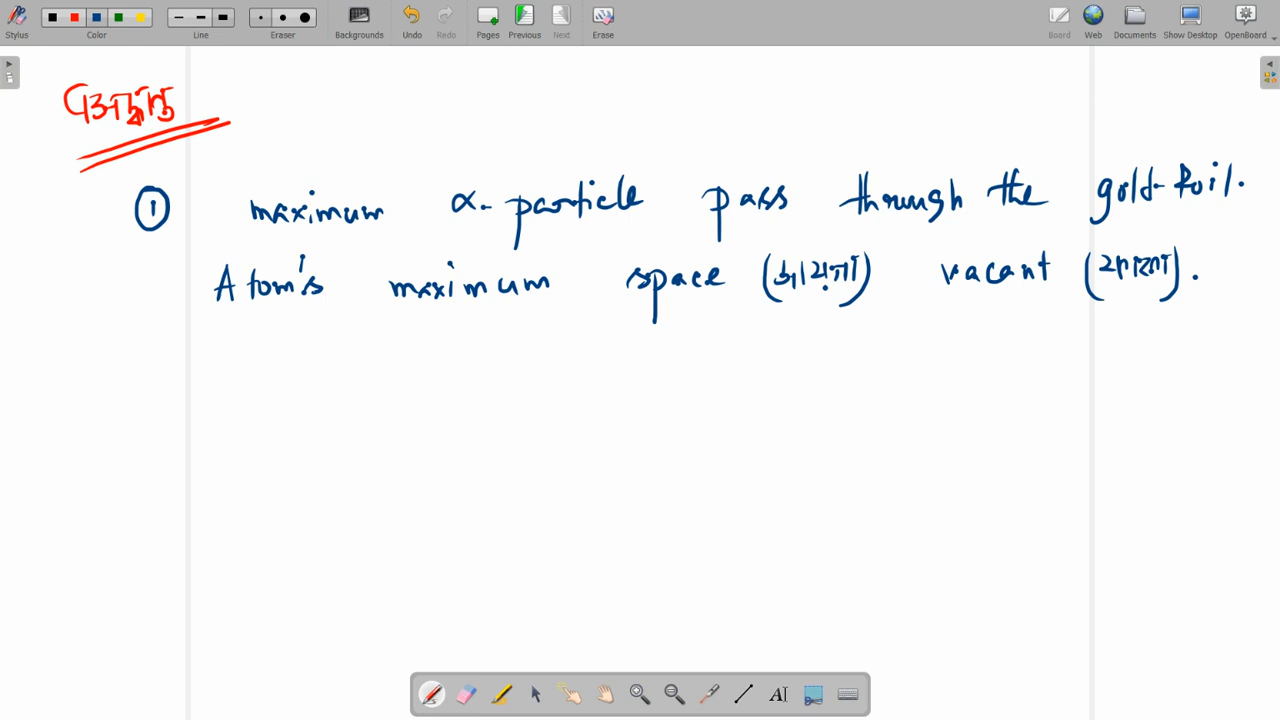 Stylus Color Line Eraser Backgrounds Undo Redo Pages Previous Next Erase Board Web Documents Show Desktop OpenBoard
① maximum α-particle pass through the gold-foil.
Atom's maximum space (জায়গা) vacant